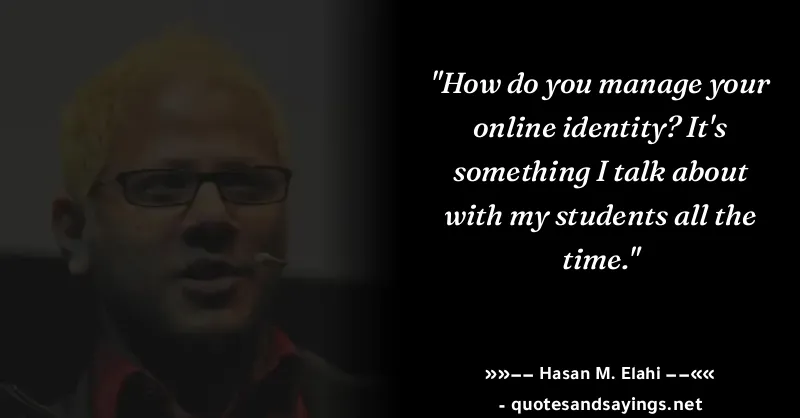 "How do you manage your
online identity? It's
something I talk about
with my students all the
time."
»»–– Hasan M. Elahi ––««
- quotesandsayings.net